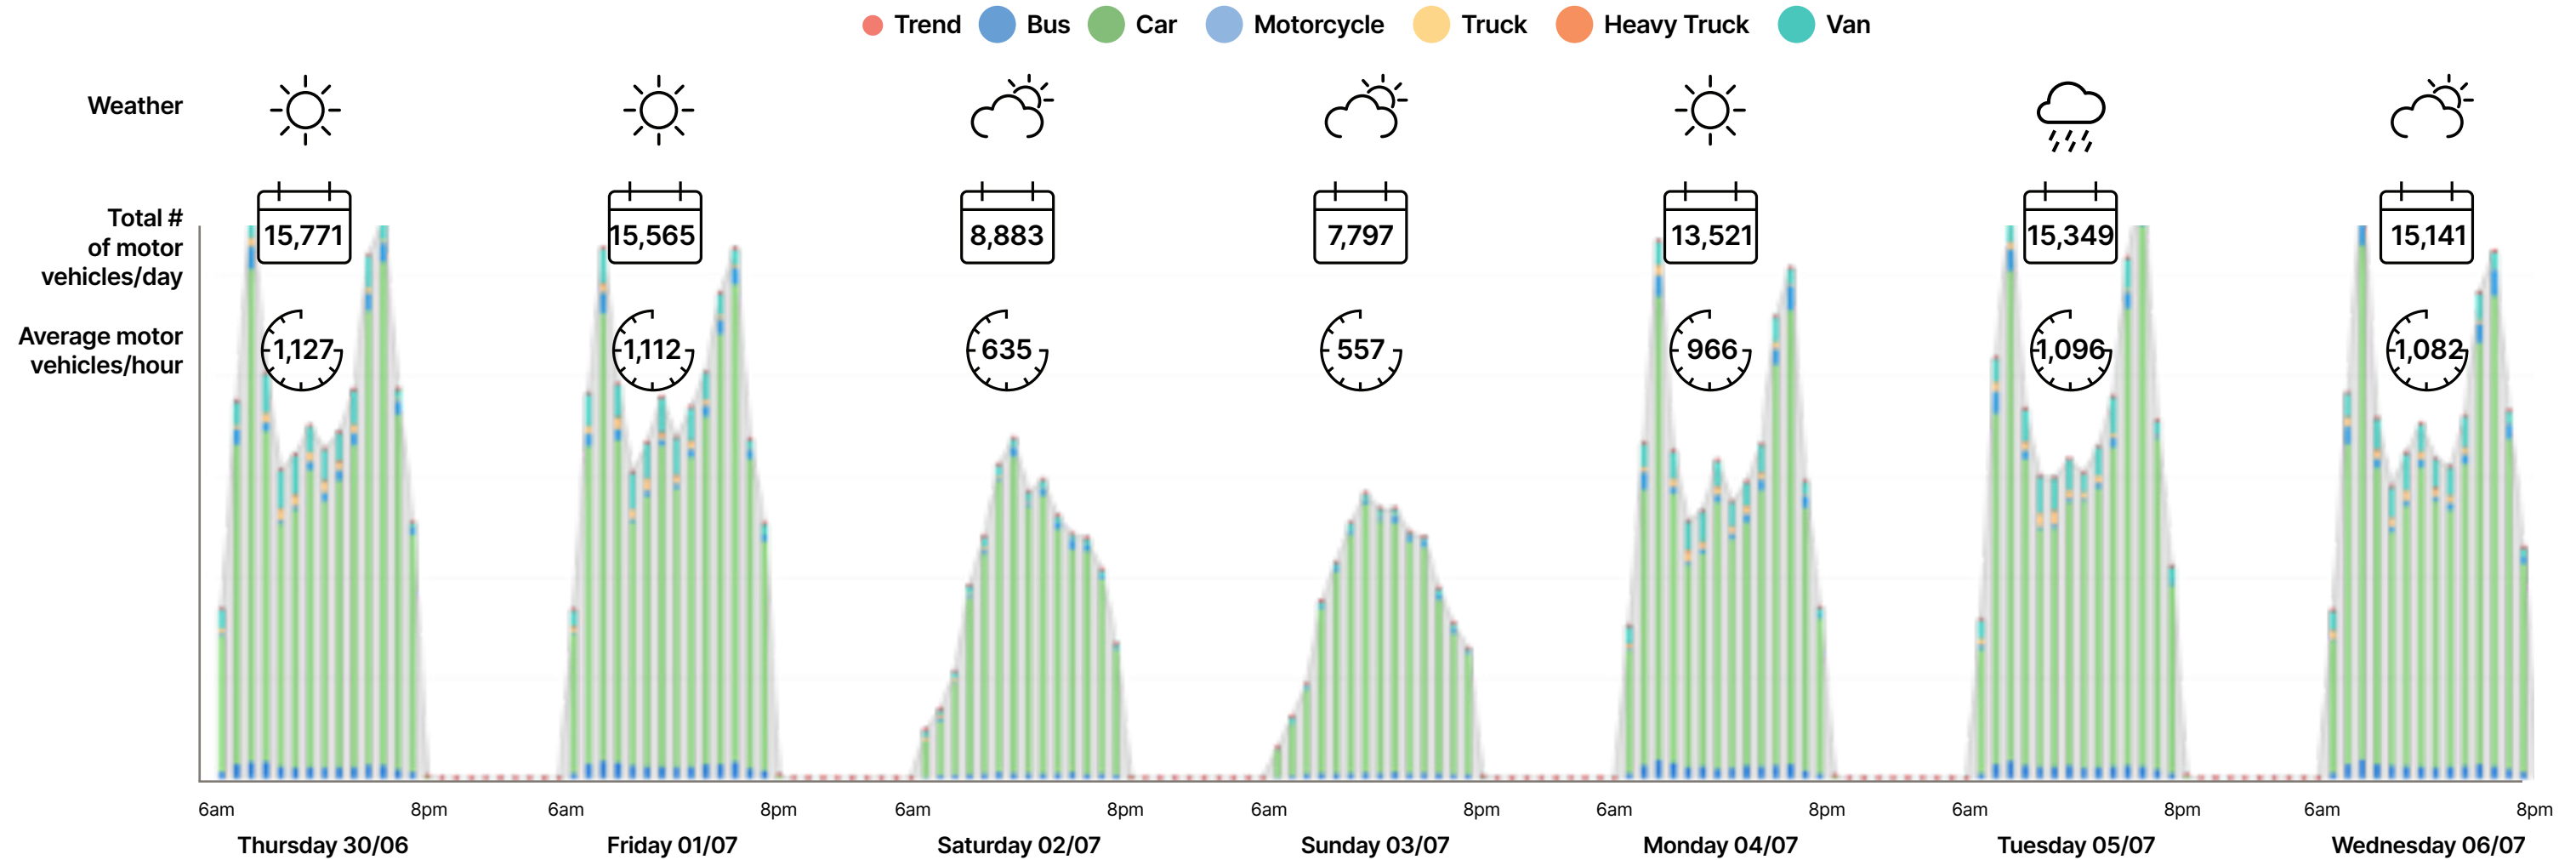 Trend Bus Car Motorcycle Truck Heavy Truck Van
Weather
Total #
of motor
vehicles/day
15,771 15,565 8,883 7,797 13,521 15,349 15,141
Average motor
vehicles/hour
1,127 1,112 635 557 966 1,096 1,082
6am 8pm 6am 8pm 6am 8pm 6am 8pm 6am 8pm 6am 8pm 6am 8pm
Thursday 30/06 Friday 01/07 Saturday 02/07 Sunday 03/07 Monday 04/07 Tuesday 05/07 Wednesday 06/07